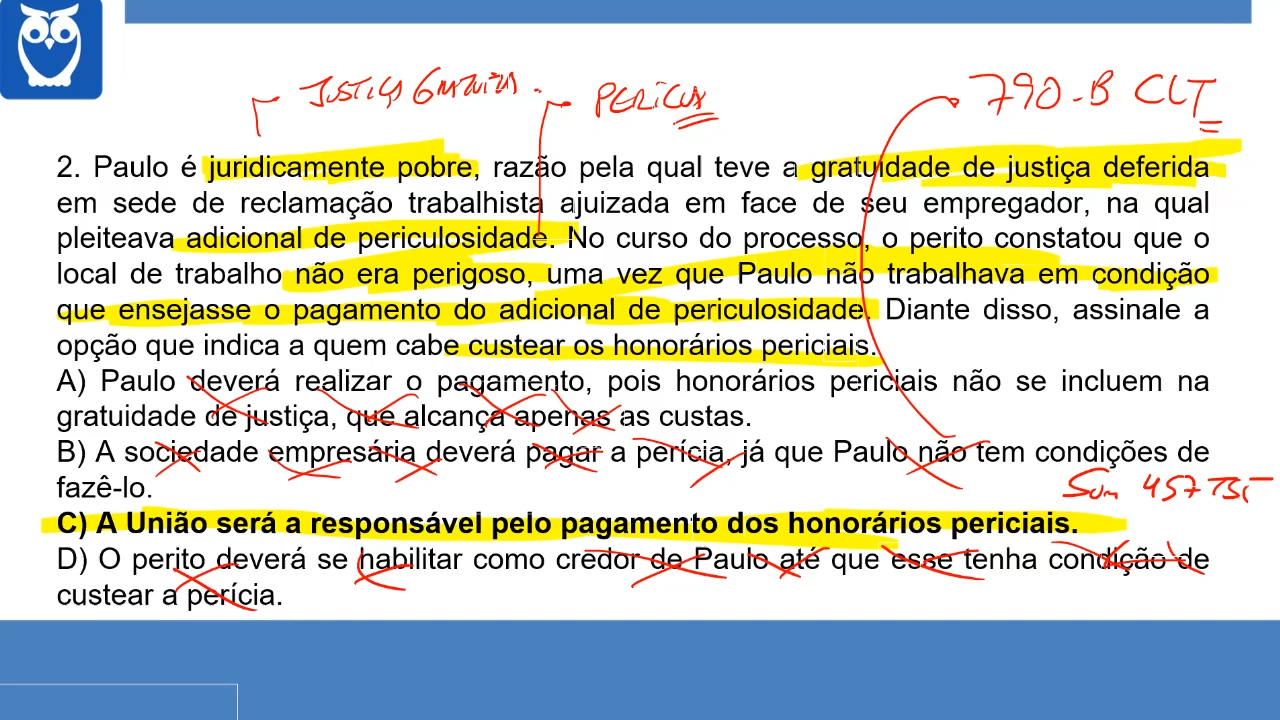 JUSTIÇA GRATUITA. PERÍCIA 790-B CLT
2. Paulo é juridicamente pobre, razão pela qual teve a gratuidade de justiça deferida
em sede de reclamação trabalhista ajuizada em face de seu empregador, na qual
pleiteava adicional de periculosidade. No curso do processo, o perito constatou que o
local de trabalho não era perigoso, uma vez que Paulo não trabalhava em condição
que ensejasse o pagamento do adicional de periculosidade. Diante disso, assinale a
opção que indica a quem cabe custear os honorários periciais.
A) Paulo deverá realizar o pagamento, pois honorários periciais não se incluem na
gratuidade de justiça, que alcança apenas as custas.
B) A sociedade empresária deverá pagar a perícia, já que Paulo não tem condições de
fazê-lo.
Sum 457 TST
C) A União será a responsável pelo pagamento dos honorários periciais.
D) O perito deverá se habilitar como credor de Paulo até que esse tenha condição de
custear a perícia.